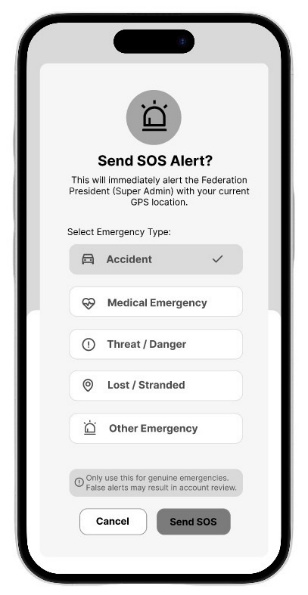 Send SOS Alert?
This will immediately alert the Federation
President (Super Admin) with your current
GPS location.
Select Emergency Type:
Accident
Medical Emergency
Threat / Danger
Lost / Stranded
Other Emergency
Only use this for genuine emergencies.
False alerts may result in account review.
Cancel
Send SOS